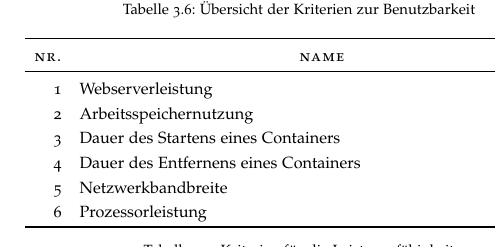 Tabelle 3.6: Übersicht der Kriterien zur Benutzbarkeit
NR. NAME
1 Webserverleistung
2 Arbeitsspeichernutzung
3 Dauer des Startens eines Containers
4 Dauer des Entfernens eines Containers
5 Netzwerkbandbreite
6 Prozessorleistung